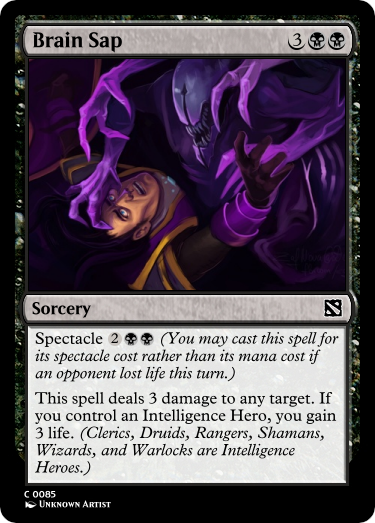 Brain Sap 3
Sorcery
Spectacle 2 (You may cast this spell for
its spectacle cost rather than its mana cost if
an opponent lost life this turn.)
This spell deals 3 damage to any target. If
you control an Intelligence Hero, you gain
3 life. (Clerics, Druids, Rangers, Shamans,
Wizards, and Warlocks are Intelligence
Heroes.)
C 0085
Unknown Artist